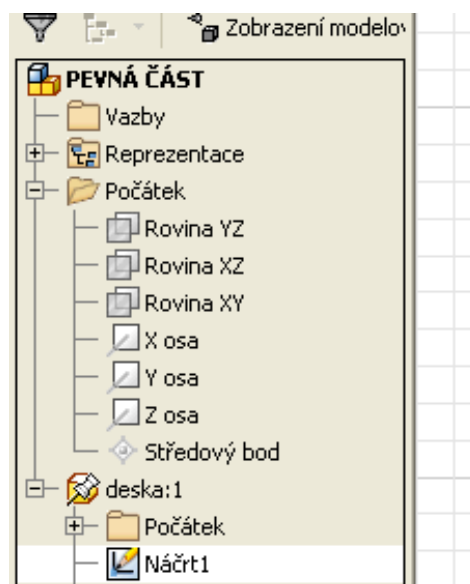 Zobrazení modelov
PEVNÁ ČÁST
Vazby
Reprezentace
Počátek
Rovina YZ
Rovina XZ
Rovina XY
X osa
Y osa
Z osa
Středový bod
deska:1
Počátek
Náčrt1